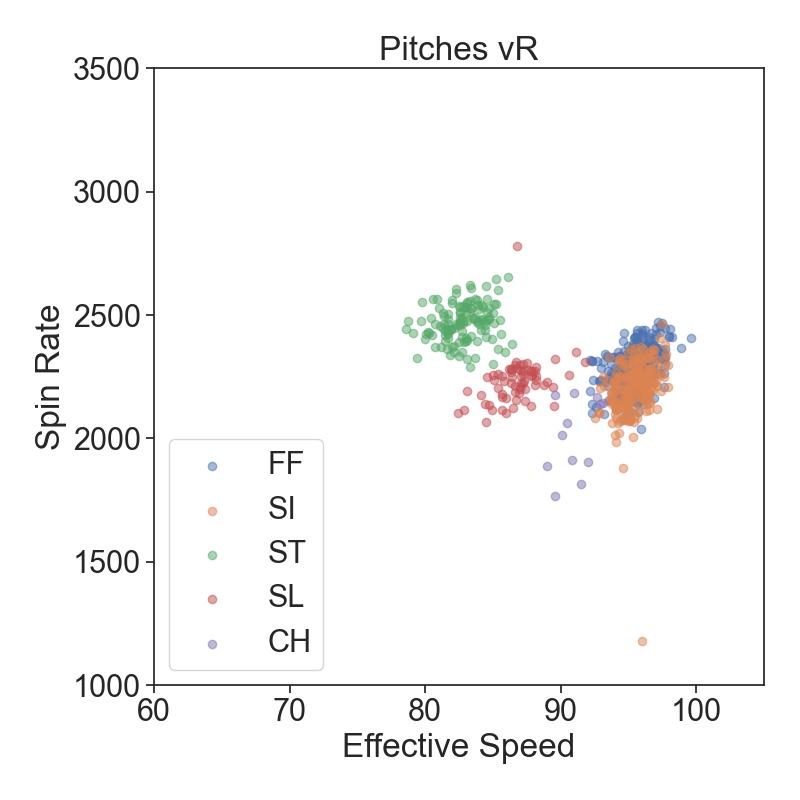 Pitches vR
3500
3000
2500
2000
1500
1000
Spin Rate
FF
SI
ST
SL
CH
60 70 80 90 100
Effective Speed